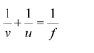 1/v + 1/u = 1/f